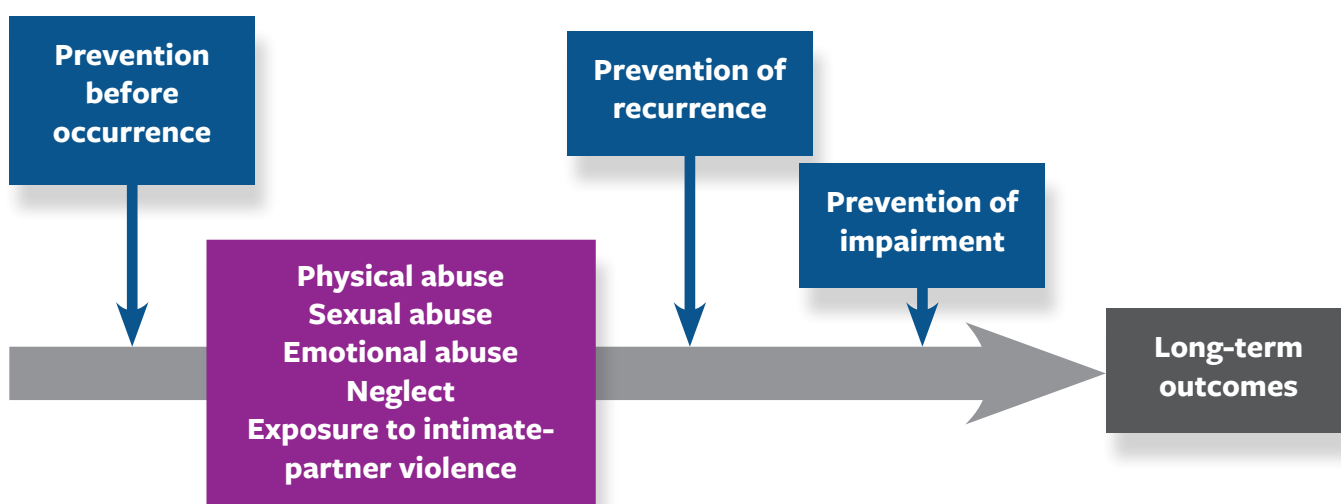 Prevention
before
occurrence
Prevention of
recurrence
Prevention of
impairment
Physical abuse
Sexual abuse
Emotional abuse
Neglect
Exposure to intimate-
partner violence
Long-term
outcomes